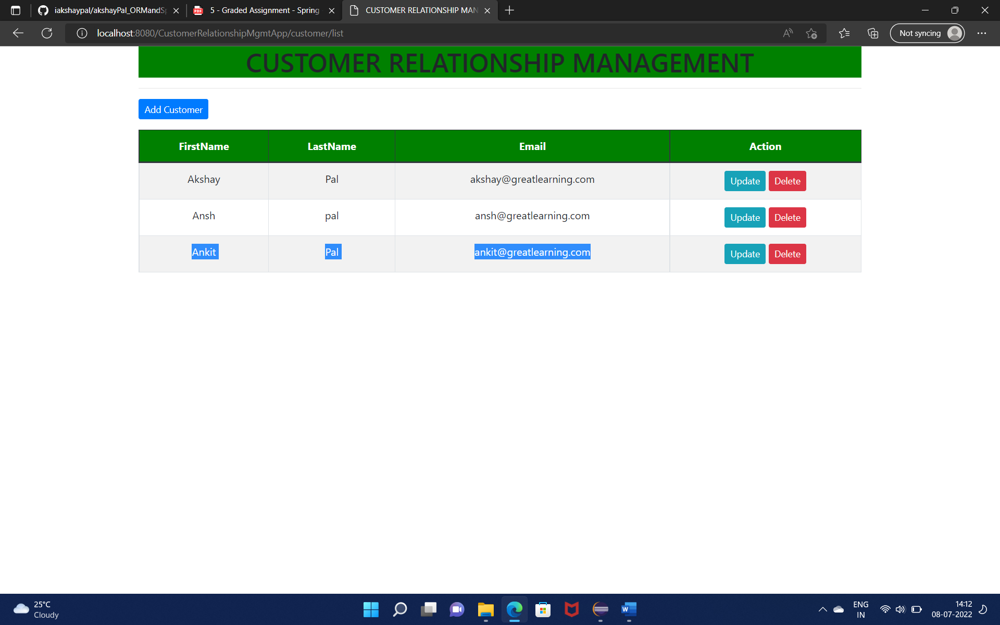 iakshaypal/akshayPal_ORMandSp
5 - Graded Assignment - Spring
CUSTOMER RELATIONSHIP MAN
localhost:8080/CustomerRelationshipMgmtApp/customer/list
Not syncing
CUSTOMER RELATIONSHIP MANAGEMENT
Add Customer
FirstName LastName Email Action
Akshay Pal akshay@greatlearning.com Update Delete
Ansh pal ansh@greatlearning.com Update Delete
Ankit Pal ankit@greatlearning.com Update Delete
25°C
Cloudy
ENG
IN
14:12
08-07-2022